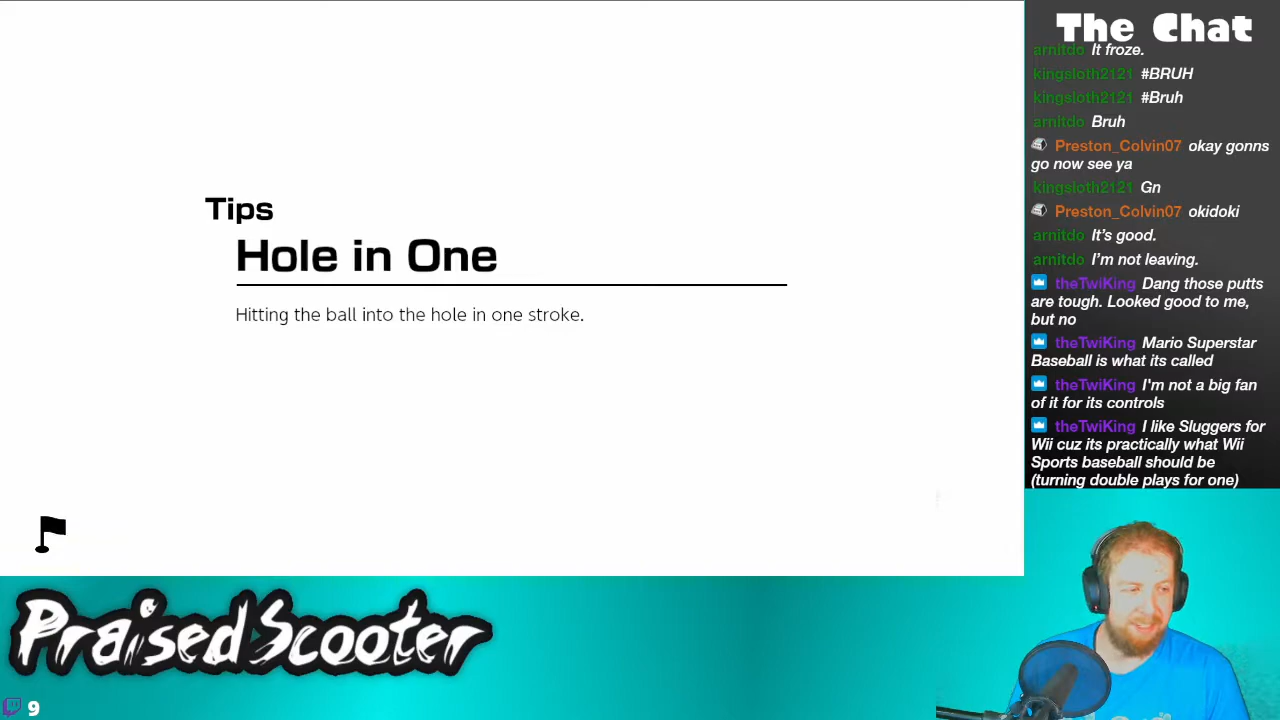 Tips
Hole in One
Hitting the ball into the hole in one stroke.
The Chat
arnitdo It froze.
kingsloth2121 #BRUH
kingsloth2121 #Bruh
arnitdo Bruh
Preston_Colvin07 okay gonns
go now see ya
kingsloth2121 Gn
Preston_Colvin07 okidoki
arnitdo It’s good.
arnitdo I’m not leaving.
theTwiKing Dang those putts
are tough. Looked good to me,
but no
theTwiKing Mario Superstar
Baseball is what its called
theTwiKing I'm not a big fan
of it for its controls
theTwiKing I like Sluggers for
Wii cuz its practically what Wii
Sports baseball should be
(turning double plays for one)
PraisedScooter
9